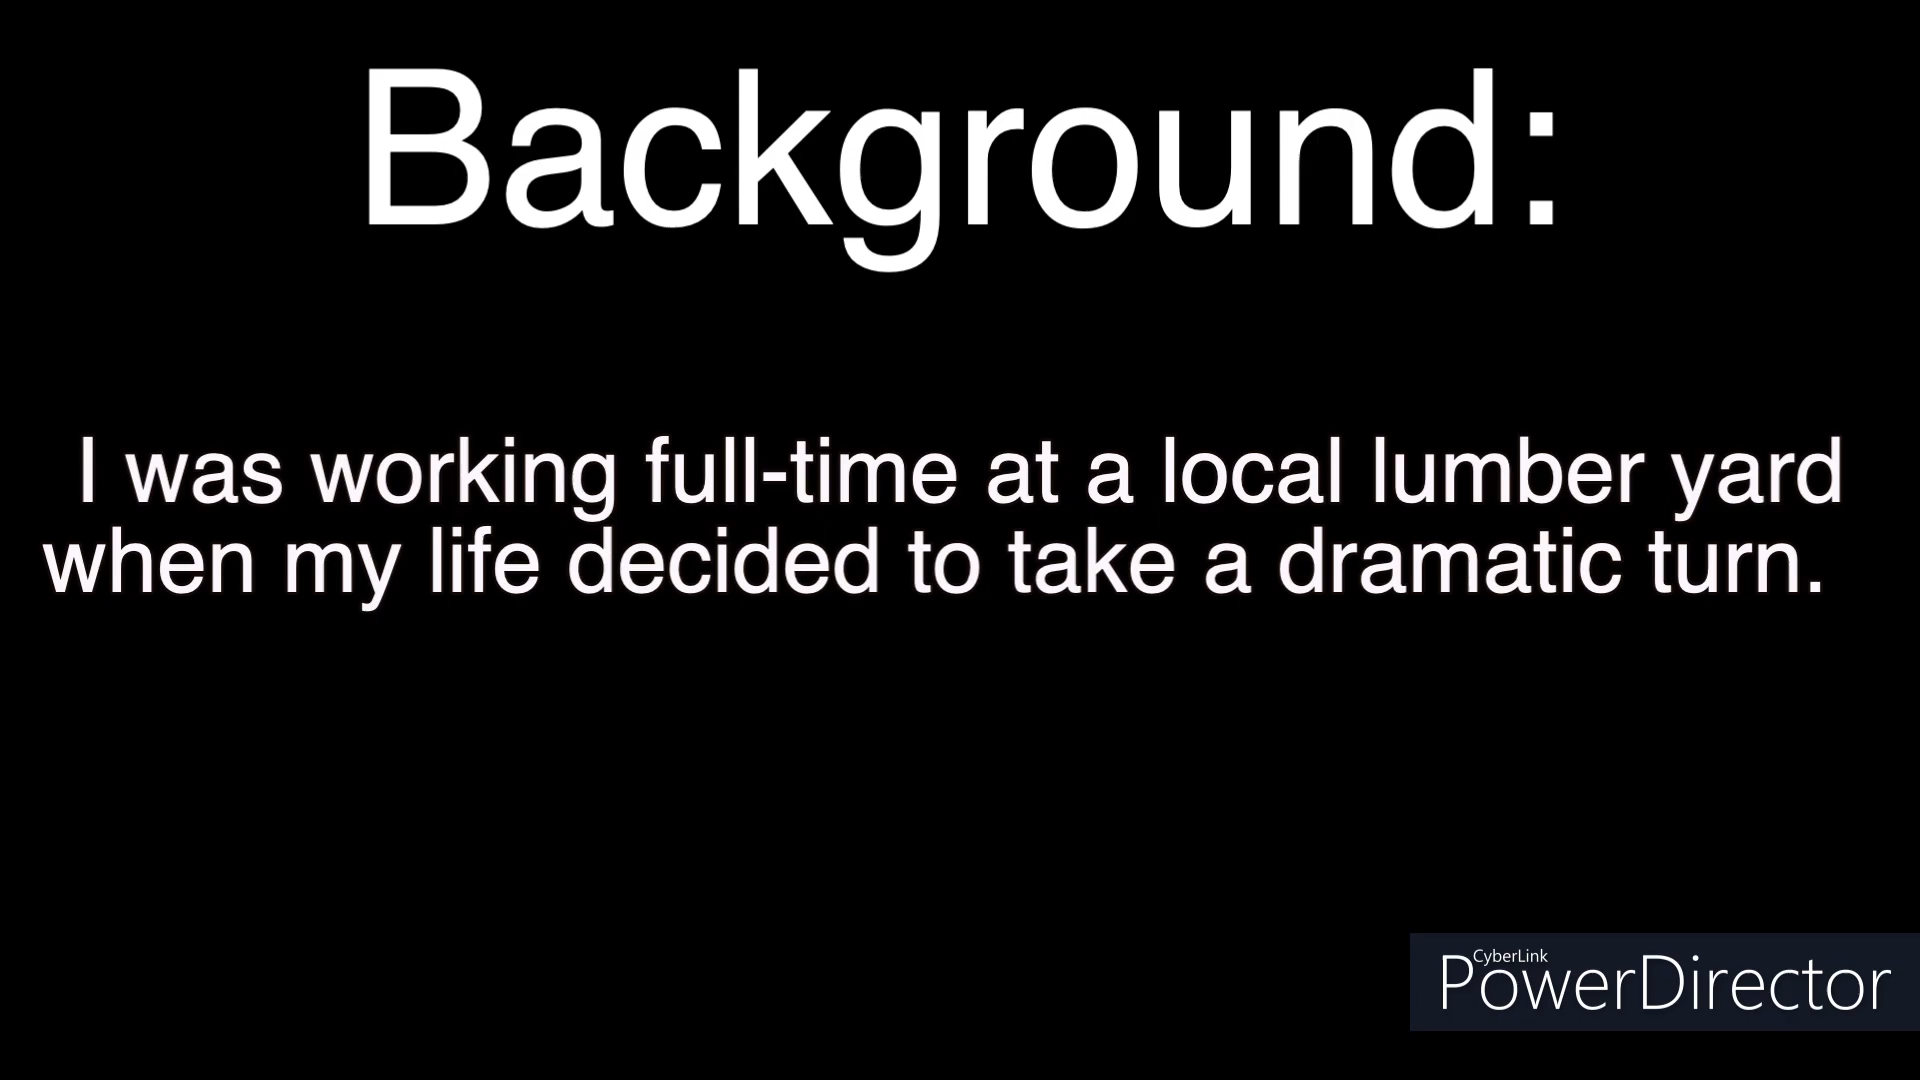 Background:
I was working full-time at a local lumber yard
when my life decided to take a dramatic turn.
CyberLink
PowerDirector